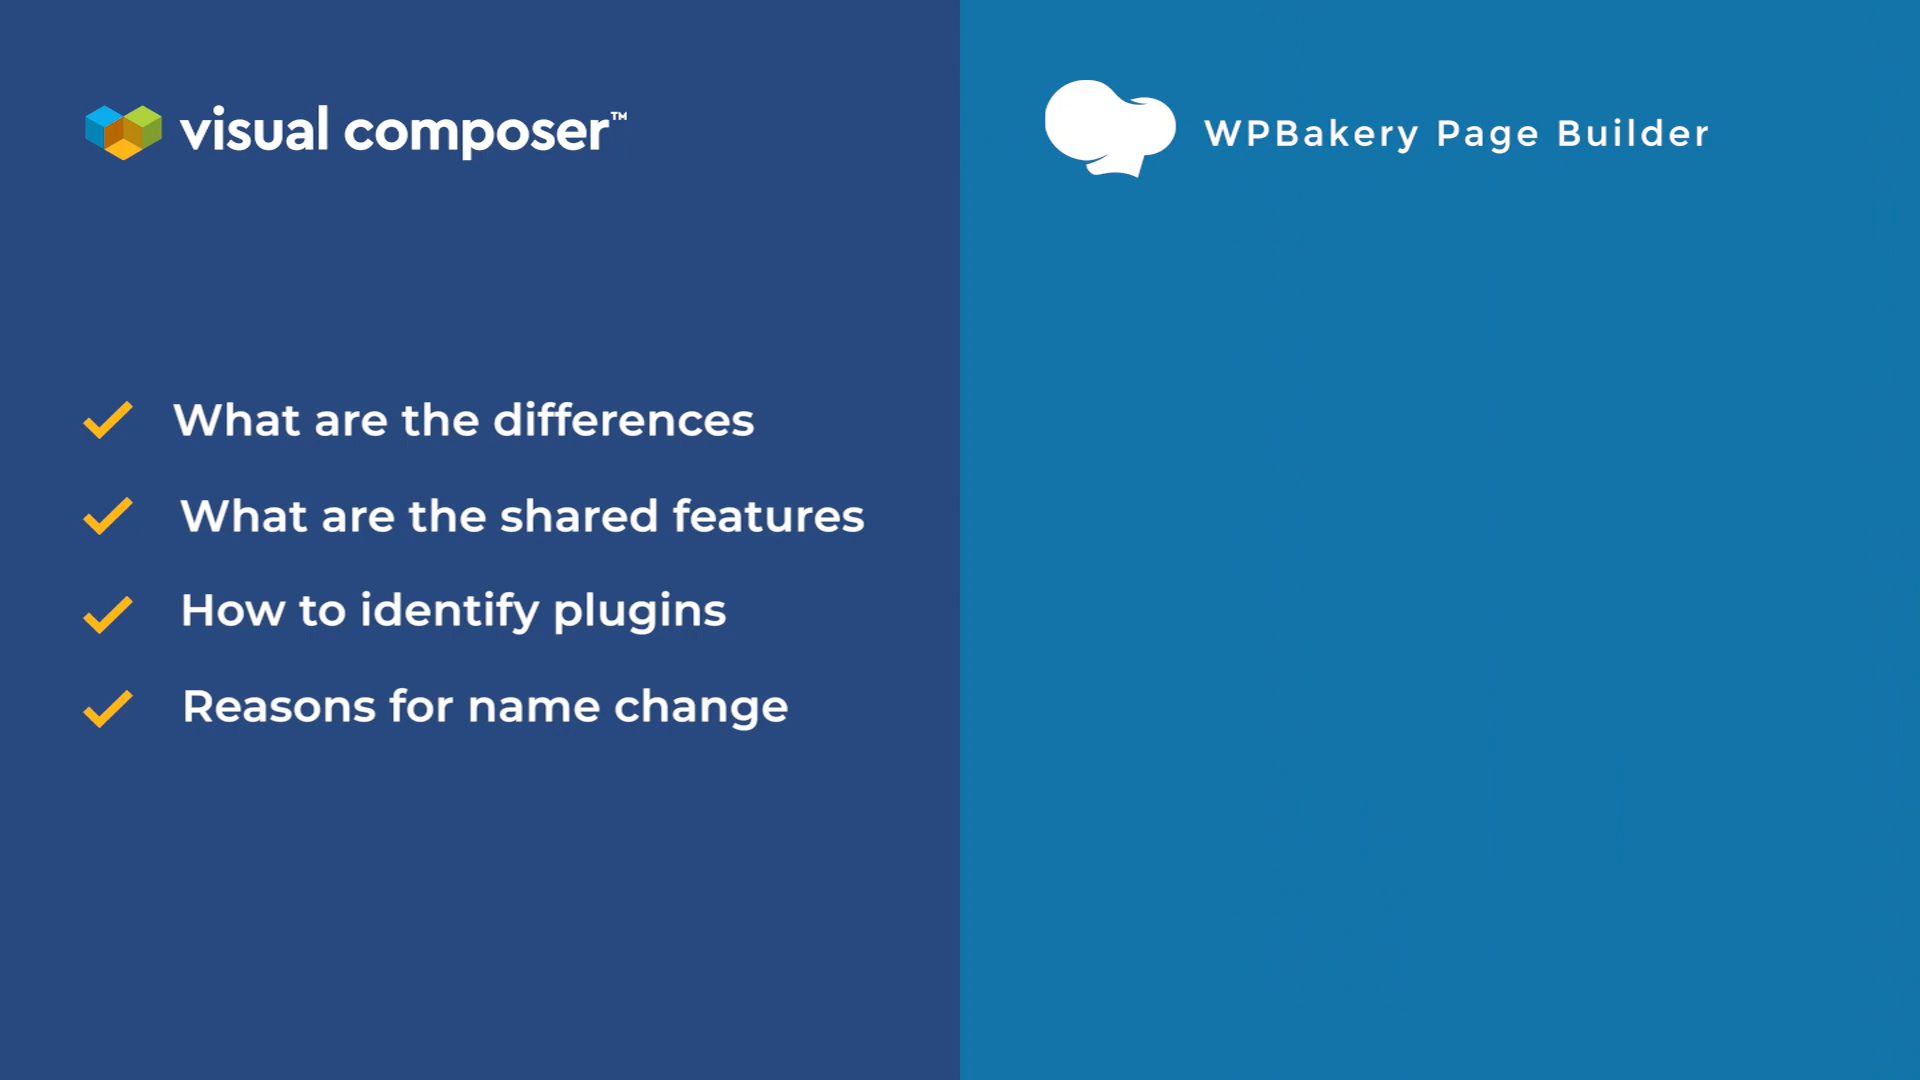 visual composer™
WPBakery Page Builder
What are the differences
What are the shared features
How to identify plugins
Reasons for name change